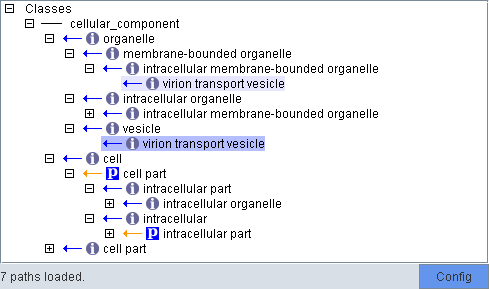 Classes
cellular_component
organelle
membrane-bounded organelle
intracellular membrane-bounded organelle
virion transport vesicle
intracellular organelle
intracellular membrane-bounded organelle
vesicle
virion transport vesicle
cell
P cell part
intracellular part
intracellular organelle
intracellular
P intracellular part
cell part
7 paths loaded.
Config